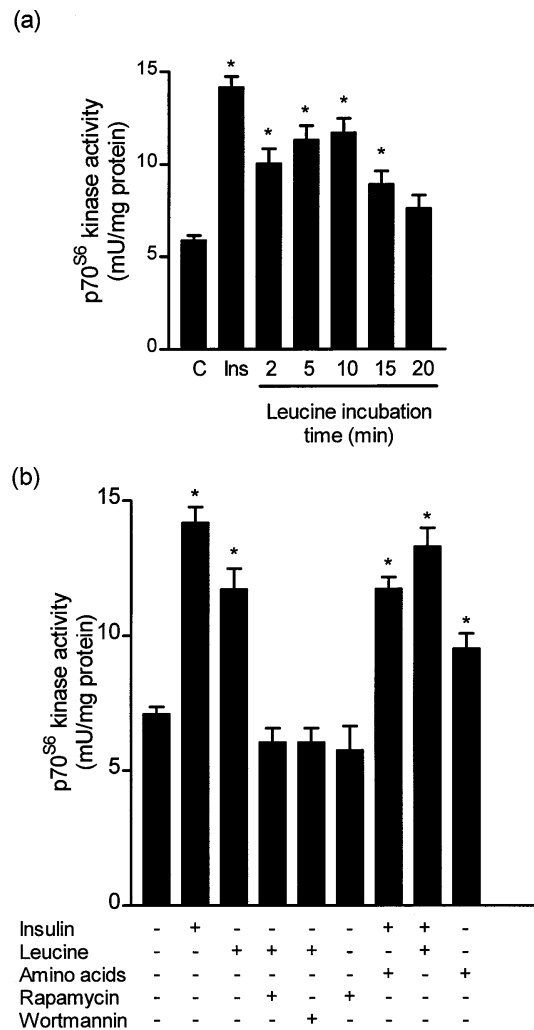 (a)
p70S6 kinase activity
(mU/mg protein)
15
10
5
0
* * * * *
C Ins 2 5 10 15 20
Leucine incubation
time (min)
(b)
p70S6 kinase activity
(mU/mg protein)
15
10
5
0
* * * * *
Insulin - + - - - - + + -
Leucine - - + + + - - + -
Amino acids - - - - - - + - +
Rapamycin - - - + - + - - -
Wortmannin - - - - + - - - -